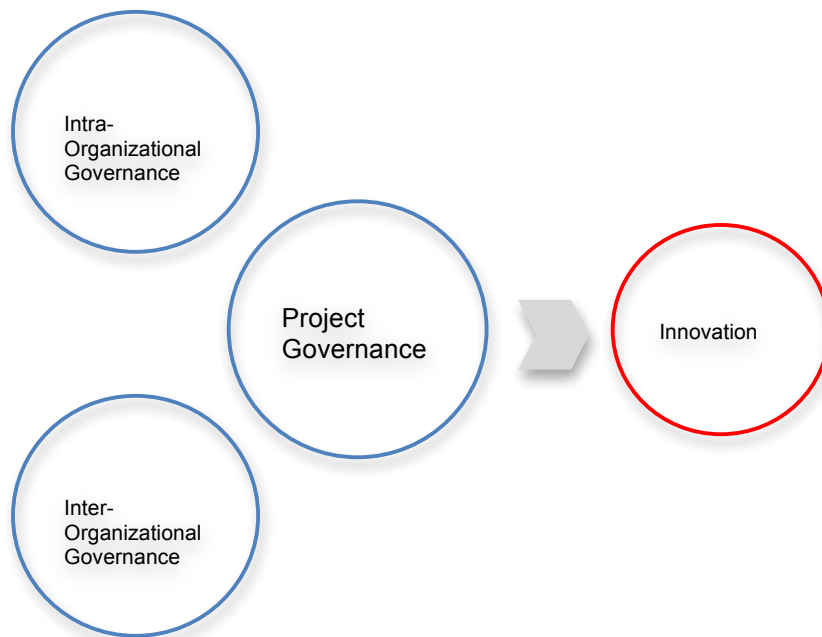 Intra-
Organizational
Governance
Project
Governance
Innovation
Inter-
Organizational
Governance